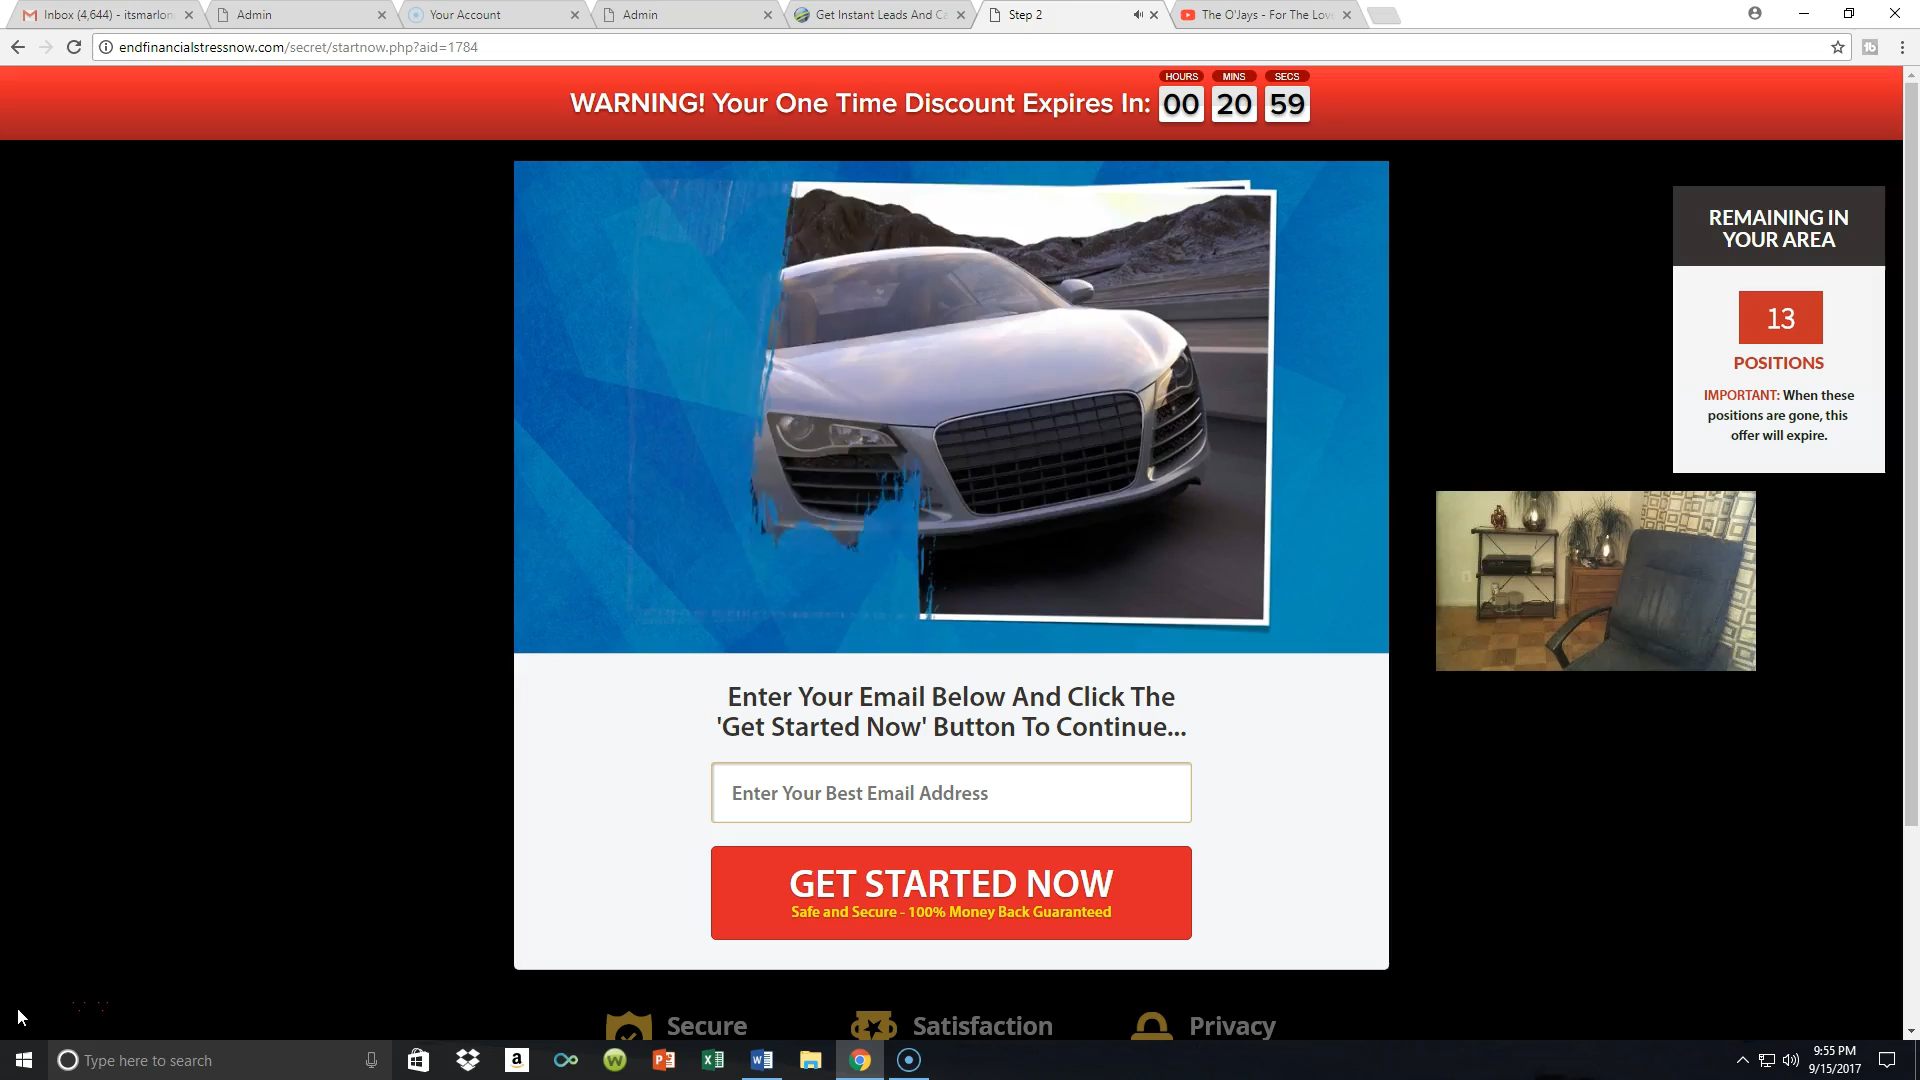 Inbox (4,644) - itsmarlon
Admin
Your Account
Admin
Get Instant Leads And Ca
Step 2
The O'Jays - For The Lov
endfinancialstressnow.com/secret/startnow.php?aid=1784
WARNING! Your One Time Discount Expires In:
HOURS MINS SECS
00 20 59
REMAINING IN
YOUR AREA
13
POSITIONS
IMPORTANT: When these
positions are gone, this
offer will expire.
Enter Your Email Below And Click The
'Get Started Now' Button To Continue...
Enter Your Best Email Address
GET STARTED NOW
Safe and Secure - 100% Money Back Guaranteed
Secure
Satisfaction
Privacy
Type here to search
9:55 PM
9/15/2017